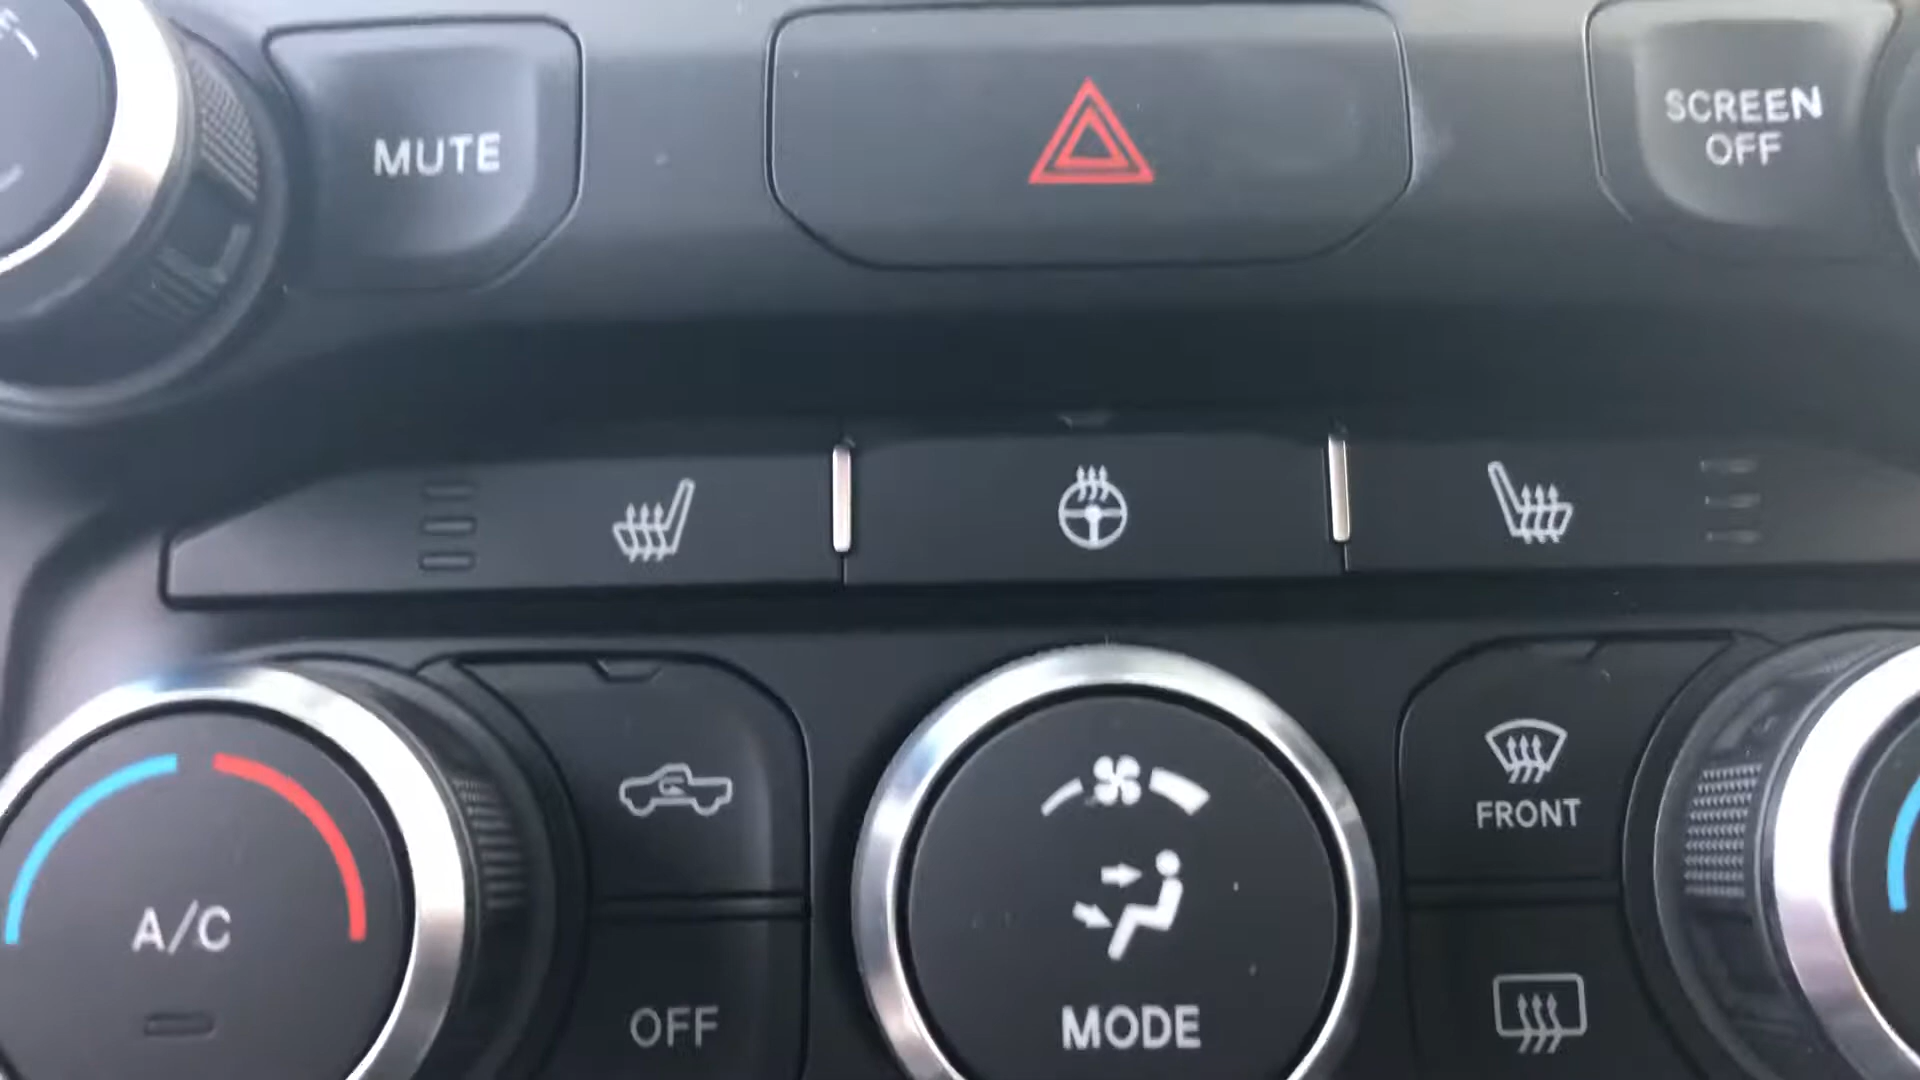 MUTE
SCREEN
OFF
A/C
OFF
MODE
FRONT